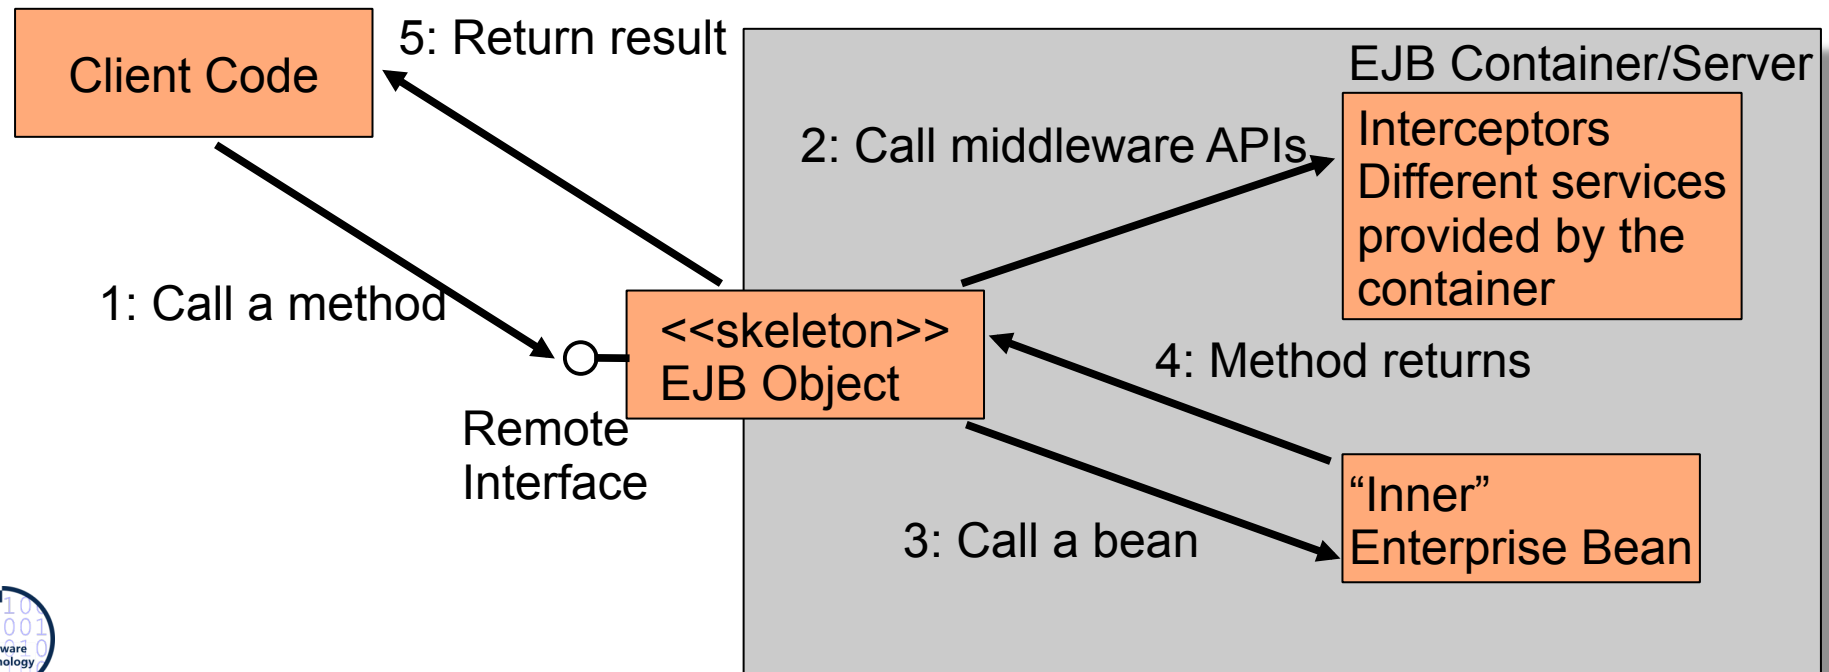 5: Return result
Client Code
EJB Container/Server
2: Call middleware APIs
Interceptors
Different services
provided by the
container
1: Call a method
<<skeleton>>
EJB Object
4: Method returns
Remote
Interface
3: Call a bean
“Inner”
Enterprise Bean